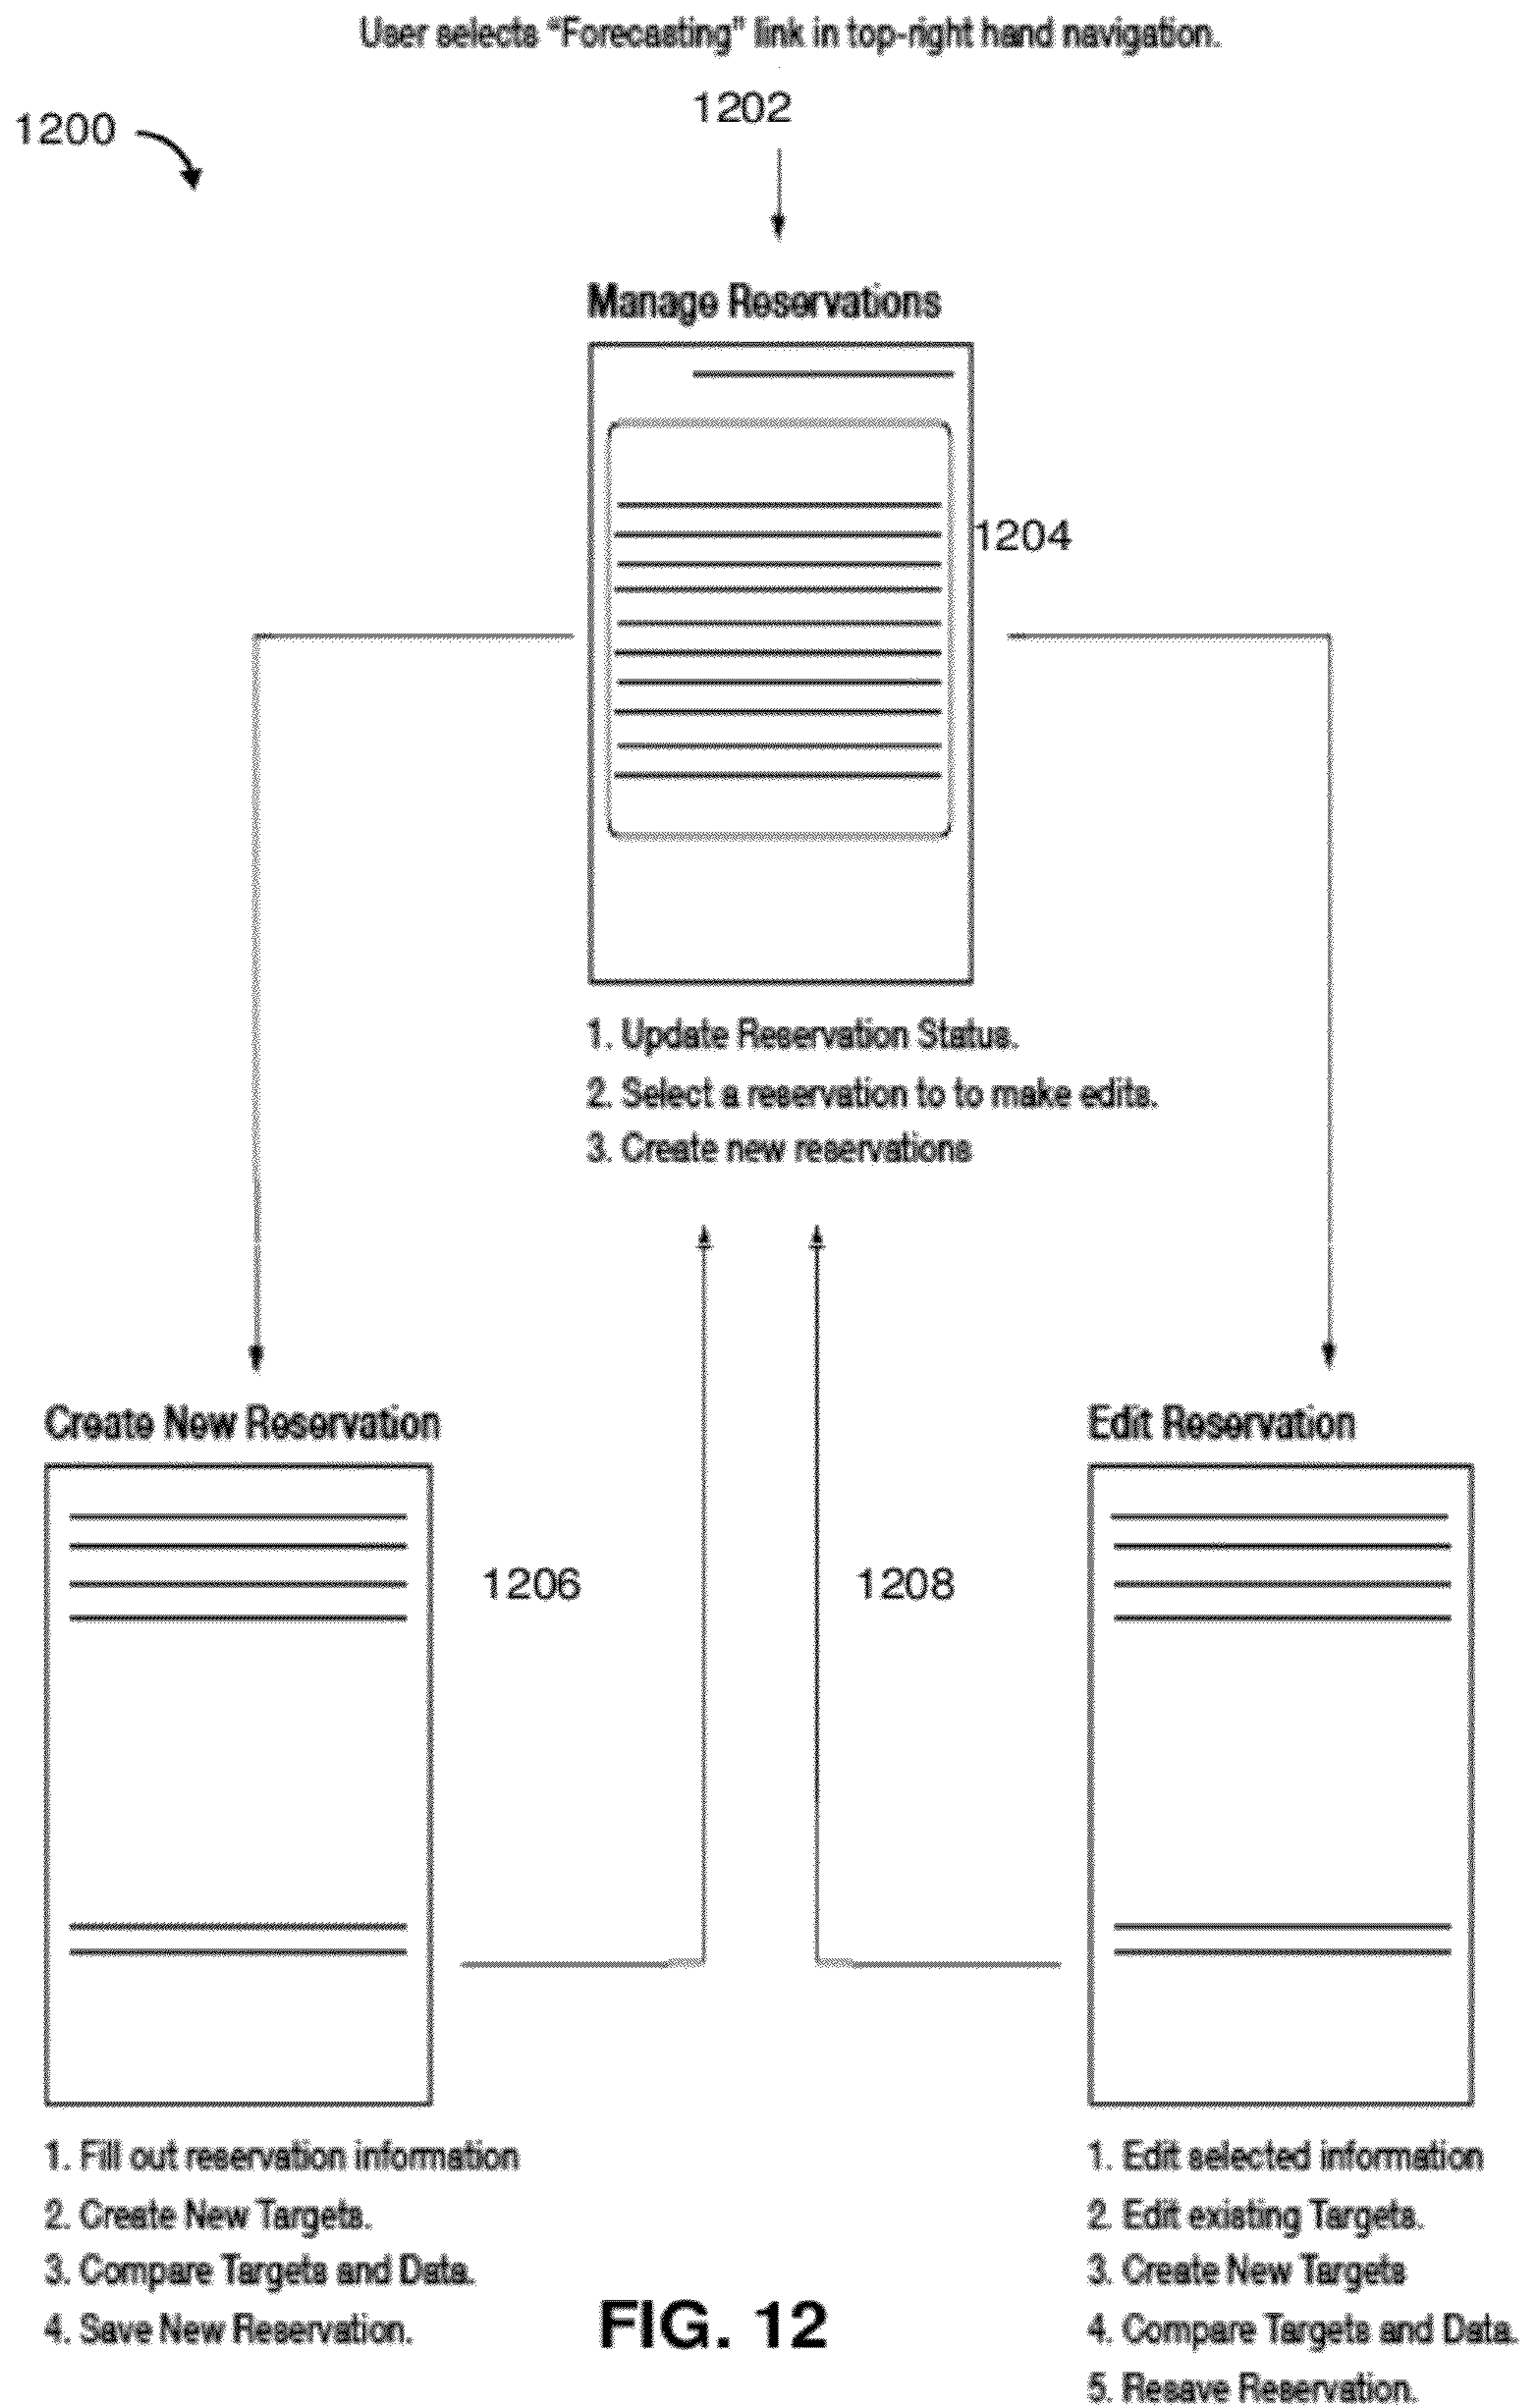 User selects “Forecasting” link in top-right hand navigation.
1202
1200
Manage Reservations
1204
1. Update Reservation Status.
2. Select a reservation to to make edits.
3. Create new reservations
Create New Reservation
Edit Reservation
1206
1208
1. Fill out reservation information
2. Create New Targets.
3. Compare Targets and Data.
4. Save New Reservation.
1. Edit selected information
2. Edit existing Targets.
3. Create New Targets
4. Compare Targets and Data.
5. Resave Reservation.
FIG. 12